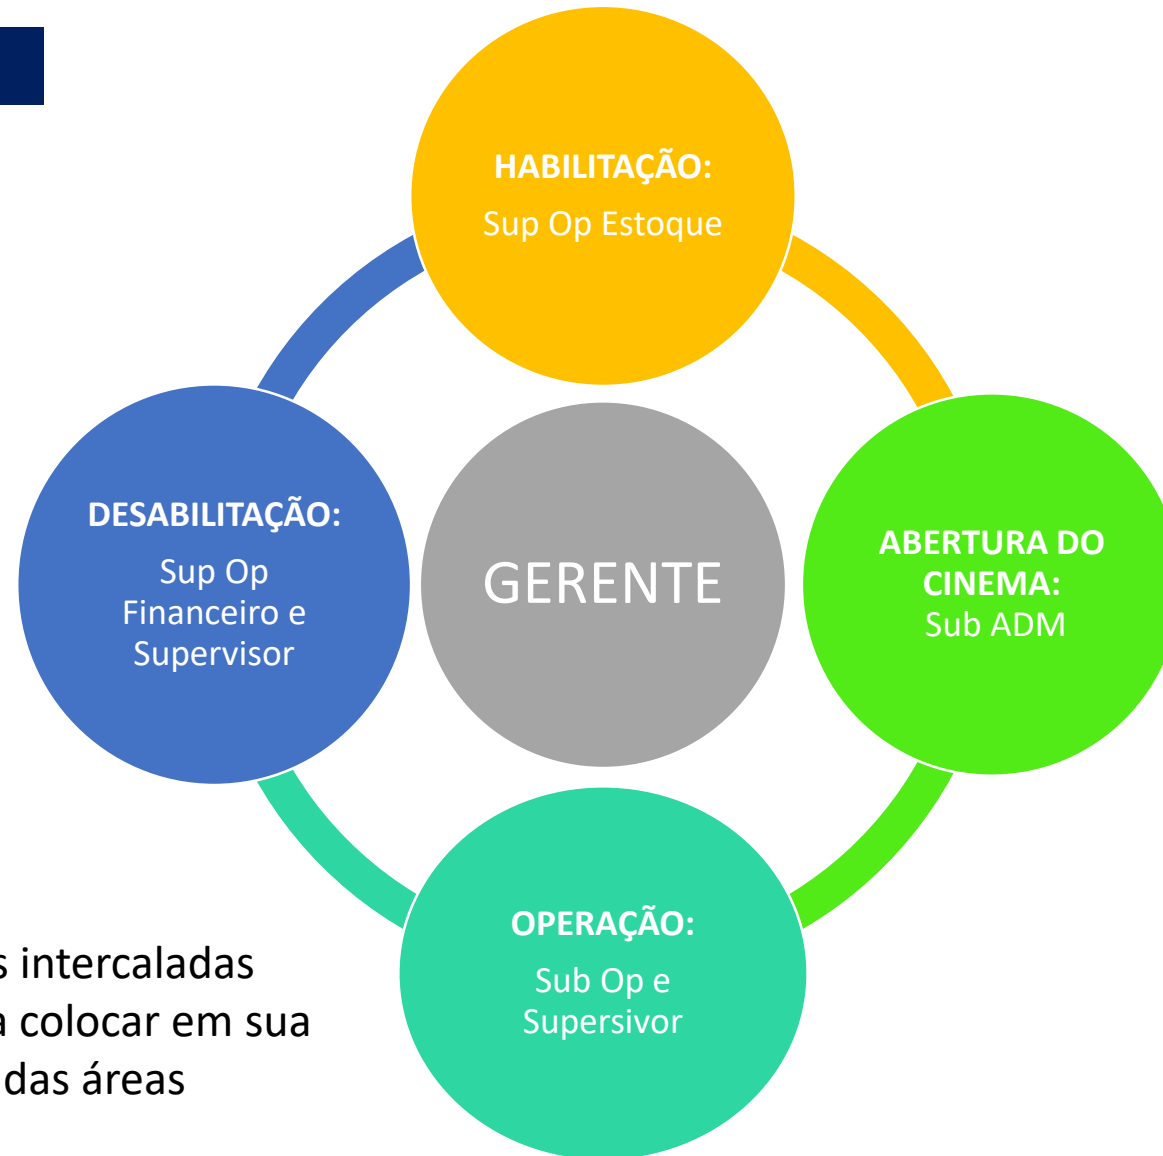 HABILITAÇÃO:
Sup Op Estoque
DESABILITAÇÃO:
Sup Op
Financeiro e
Supervisor
GERENTE
ABERTURA DO
CINEMA:
Sub ADM
OPERAÇÃO:
Sub Op e
Supersivor
s intercaladas
a colocar em sua
das áreas